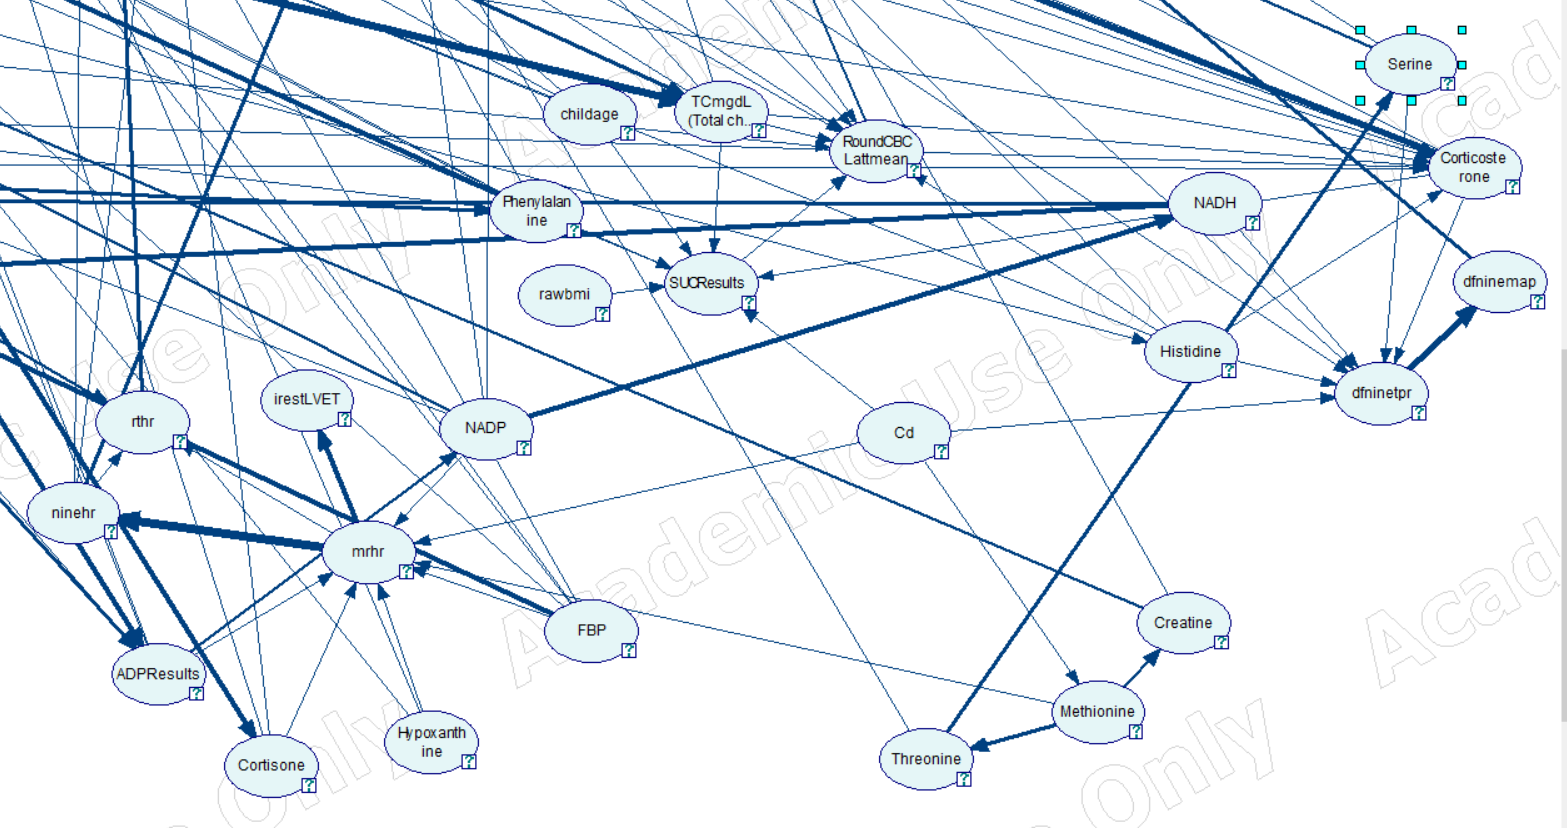 Serine
?
childage
?
TCmgdL
(Total ch...
?
RoundCBC
Lattmean
?
Corticoste
rone
?
Phenylalan
ine
?
NADH
?
rawbmi
?
SUCResults
?
dfninemap
?
Histidine
?
dfninetpr
?
rthr
?
irestLVET
?
NADP
?
Cd
?
ninehr
?
mrhr
?
FBP
?
Creatine
?
ADPResults
?
Methionine
?
Hypoxanth
ine
?
Cortisone
?
Threonine
?
Academic Use Only